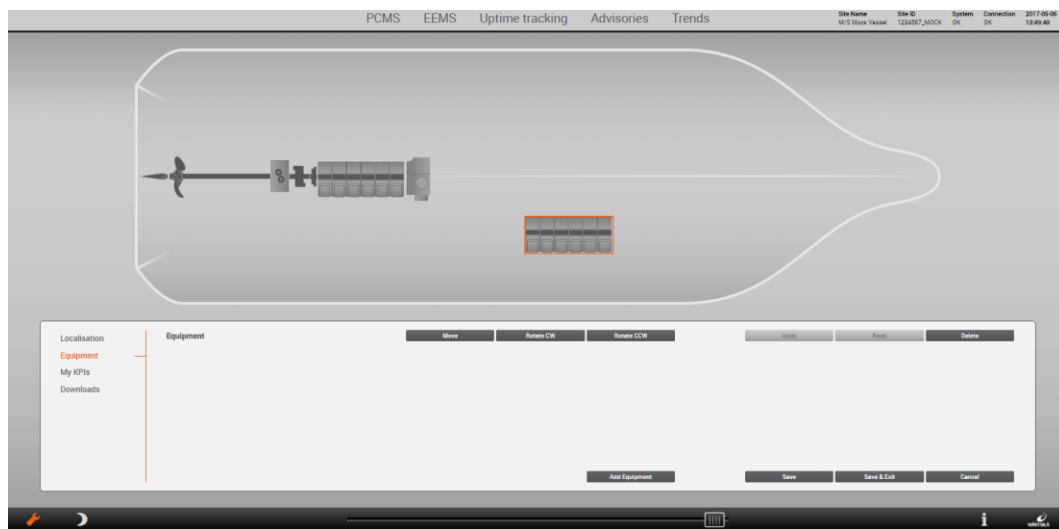 PCMS EEMS Uptime tracking Advisories Trends
Site Name Site ID System Connection 2017-05-06
M/S Mock Vessel 1234567_MOCK OK OK 13:49:40
Localisation
Equipment
My KPIs
Downloads
Equipment
Move Rotate CW Rotate CCW Undo Redo Delete
Add Equipment Save Save & Exit Cancel
WÄRTSILÄ